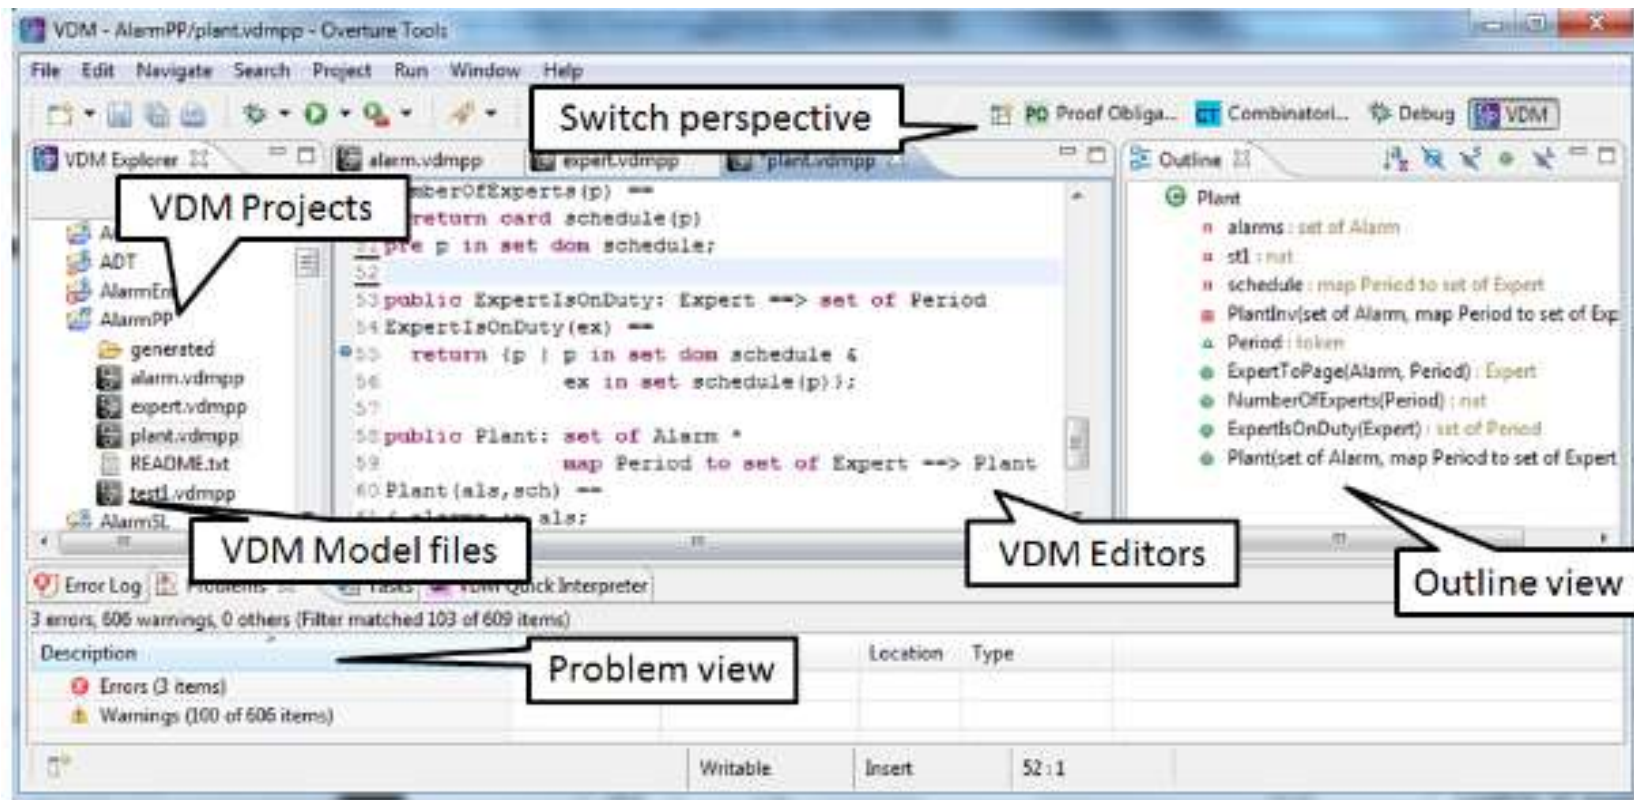 VDM - AlarmPP/plant.vdmpp - Overture Tools
File Edit Navigate Search Project Run Window Help
Switch perspective
PO Proof Obliga... CT Combinatori... Debug VDM
VDM Explorer
alarm.vdmpp expert.vdmpp *plant.vdmpp
Outline
VDM Projects
ADT
AlarmPP
generated
alarm.vdmpp
expert.vdmpp
plant.vdmpp
README.txt
test1.vdmpp
AlarmSL
mberOfExperts(p) ==
return card schedule(p)
pre p in set dom schedule;
52
53 public ExpertIsOnDuty: Expert ==> set of Period
54 ExpertIsOnDuty(ex) ==
55 return {p | p in set dom schedule &
56 ex in set schedule(p)};
57
58 public Plant: set of Alarm *
59 map Period to set of Expert ==> Plant
60 Plant(als,sch) ==
als;
Plant
alarms : set of Alarm
st1 : nat
schedule : map Period to set of Expert
PlantInv(set of Alarm, map Period to set of Exp
Period : token
ExpertToPage(Alarm, Period) : Expert
NumberOfExperts(Period) : nat
ExpertIsOnDuty(Expert) : set of Period
Plant(set of Alarm, map Period to set of Expert
VDM Model files
VDM Editors
Outline view
Error Log Problems Tasks VDM Quick Interpreter
3 errors, 606 warnings, 0 others (Filter matched 103 of 609 items)
Description Location Type
Problem view
Errors (3 items)
Warnings (100 of 606 items)
Writable Insert 52 : 1